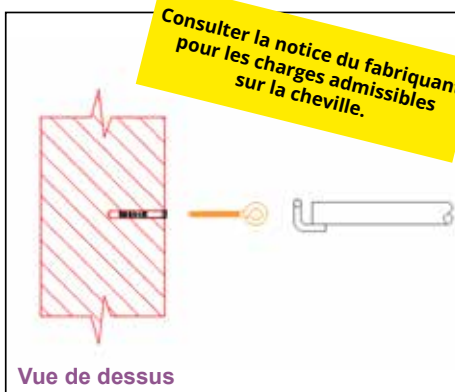 Consulter la notice du fabriquant
pour les charges admissibles
sur la cheville.
Vue de dessus